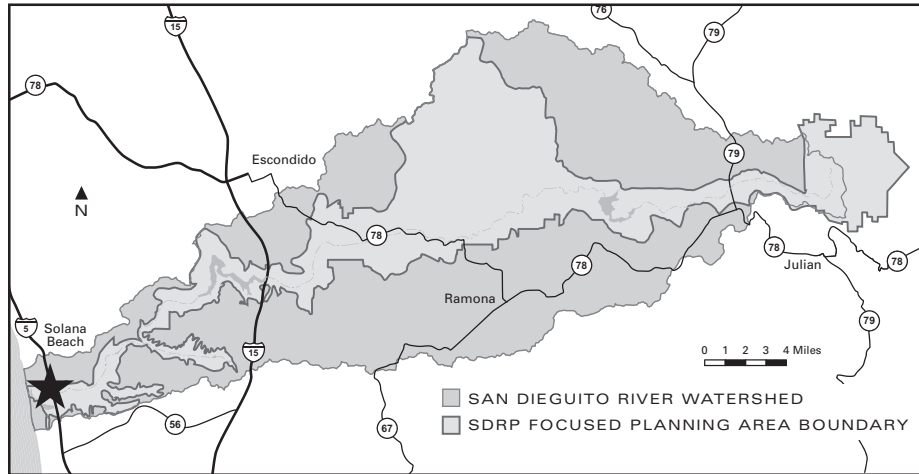 76
79
15
78
Escondido
79
N
78
78
78
Julian
78
Ramona
5
Solana
Beach
15
79
0 1 2 3 4 Miles
SAN DIEGUITO RIVER WATERSHED
56
67
SDRP FOCUSED PLANNING AREA BOUNDARY